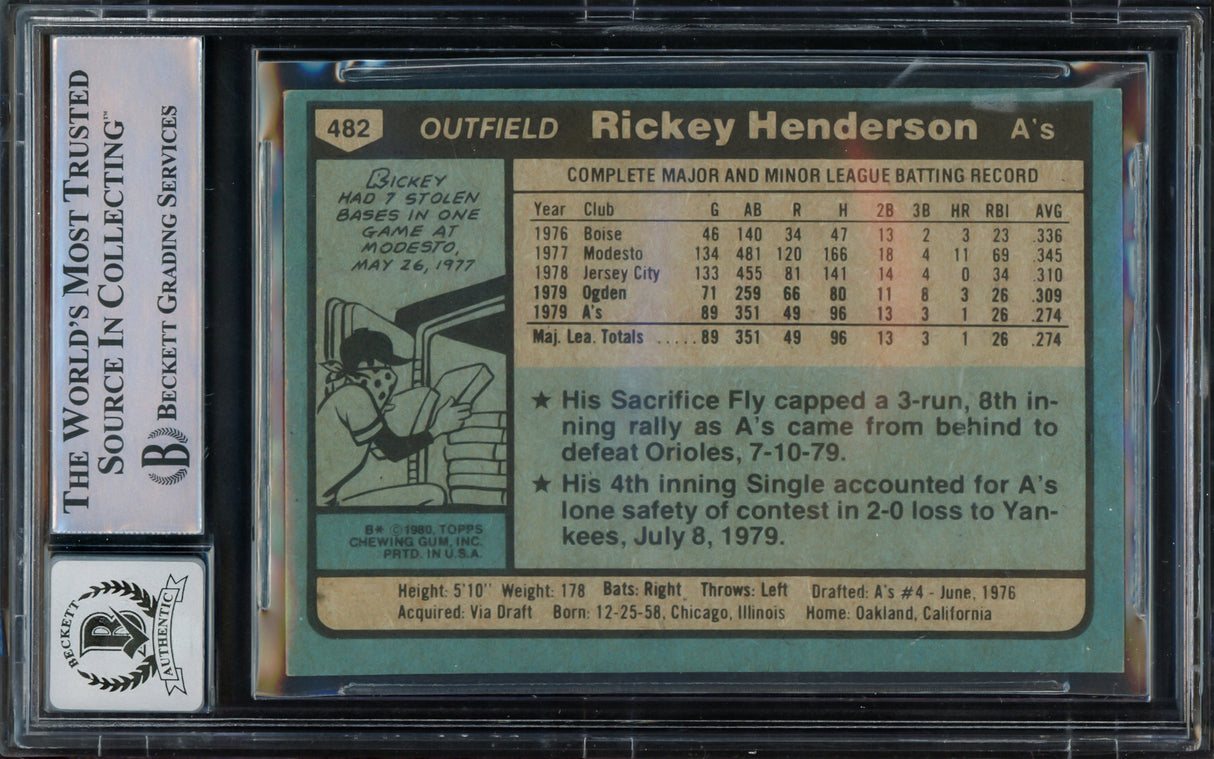 THE WORLD'S MOST TRUSTED
SOURCE IN COLLECTING™
BECKETT GRADING SERVICES
BECKETT
AUTHENTIC
482 OUTFIELD Rickey Henderson A's
RICKEY
HAD 7 STOLEN
BASES IN ONE
GAME AT
MODESTO,
MAY 26, 1977
B* ©1980, TOPPS
CHEWING GUM, INC.
PRTD. IN U.S.A.
COMPLETE MAJOR AND MINOR LEAGUE BATTING RECORD
Year Club G AB R H 2B 3B HR RBI AVG
1976 Boise 46 140 34 47 13 2 3 23 .336
1977 Modesto 134 481 120 166 18 4 11 69 .345
1978 Jersey City 133 455 81 141 14 4 0 34 .310
1979 Ogden 71 259 66 80 11 8 3 26 .309
1979 A's 89 351 49 96 13 3 1 26 .274
Maj. Lea. Totals ..... 89 351 49 96 13 3 1 26 .274
★ His Sacrifice Fly capped a 3-run, 8th in-
ning rally as A's came from behind to
defeat Orioles, 7-10-79.
★ His 4th inning Single accounted for A's
lone safety of contest in 2-0 loss to Yan-
kees, July 8, 1979.
Height: 5'10" Weight: 178 Bats: Right Throws: Left Drafted: A's #4 - June, 1976
Acquired: Via Draft Born: 12-25-58, Chicago, Illinois Home: Oakland, California